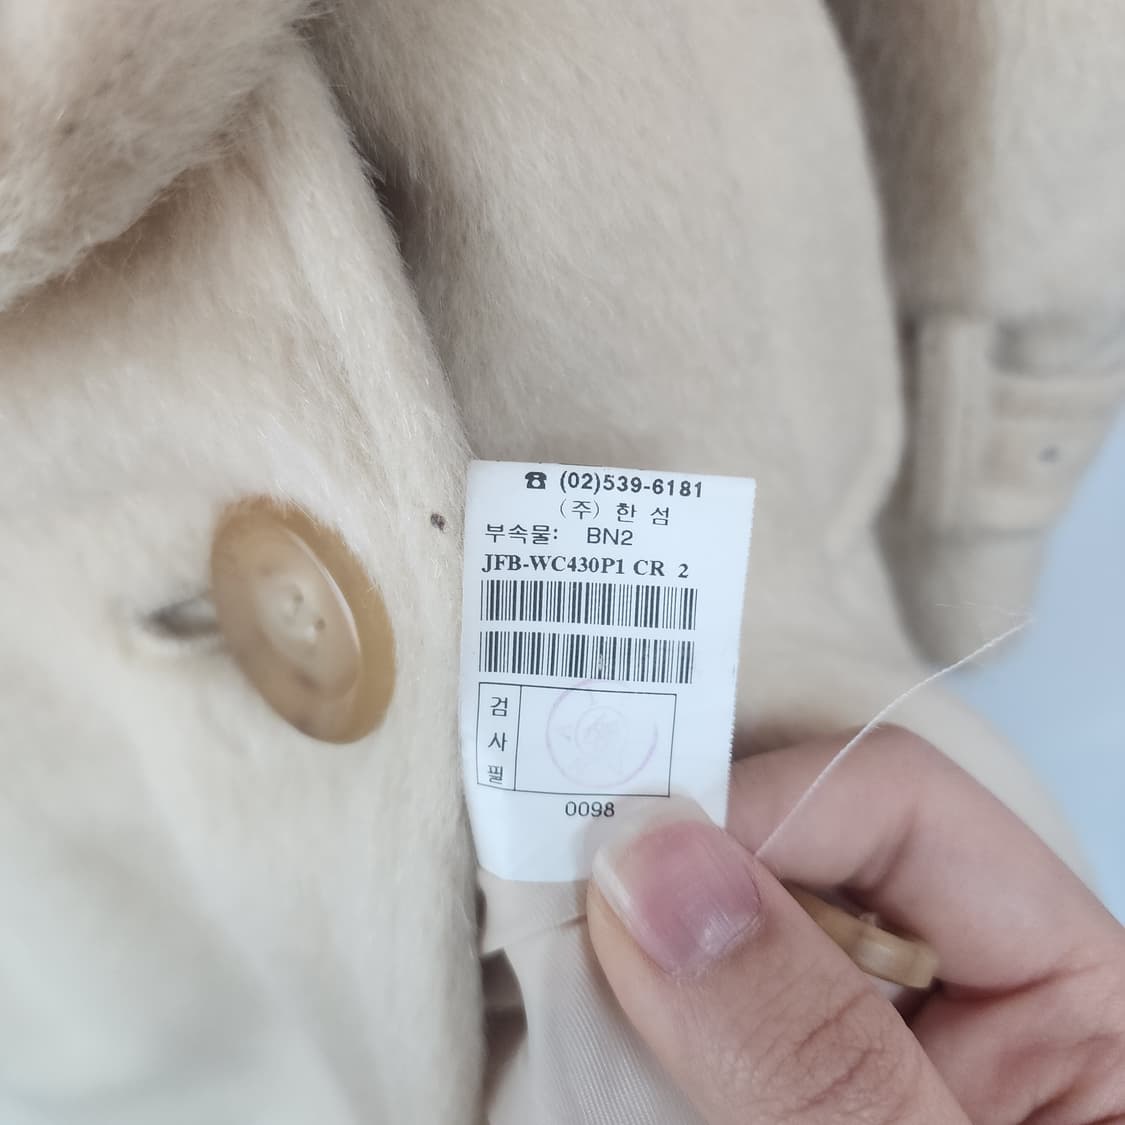 ☎ (02)539-6181
(주) 한 섬
부속물: BN2
JFB-WC430P1 CR 2
검
사
필
0098